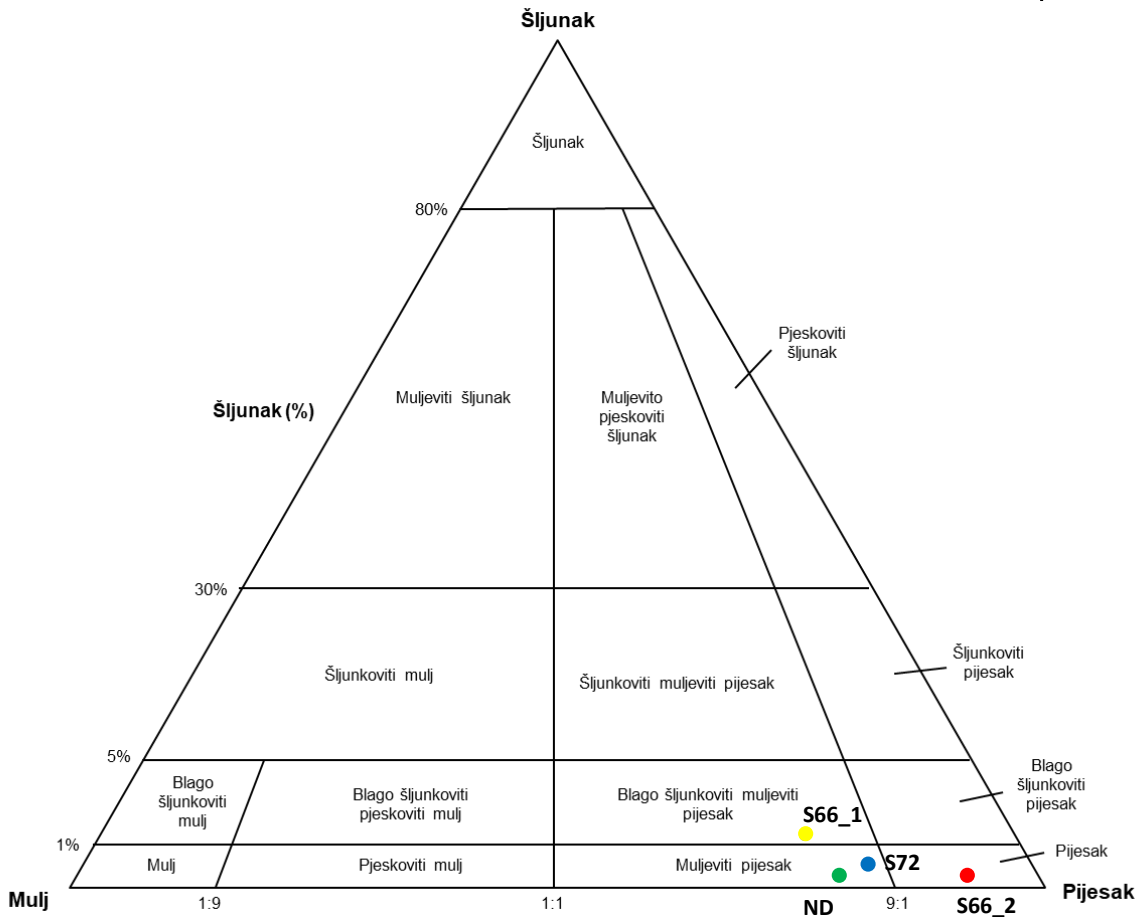 Šljunak
Šljunak
80%
Pjeskoviti
šljunak
Muljeviti šljunak
Muljevito
pjeskoviti
šljunak
Šljunak (%)
30%
Šljunkoviti mulj
Šljunkoviti muljeviti pijesak
Šljunkoviti
pijesak
5%
Blago
šljunkoviti
mulj
Blago šljunkoviti
pjeskoviti mulj
Blago šljunkoviti muljeviti
pijesak
Blago
šljunkoviti
pijesak
S66_1
1%
Mulj
Pjeskoviti mulj
Muljeviti pijesak
S72
Pijesak
Mulj
1:9
1:1
ND
9:1
S66_2
Pijesak